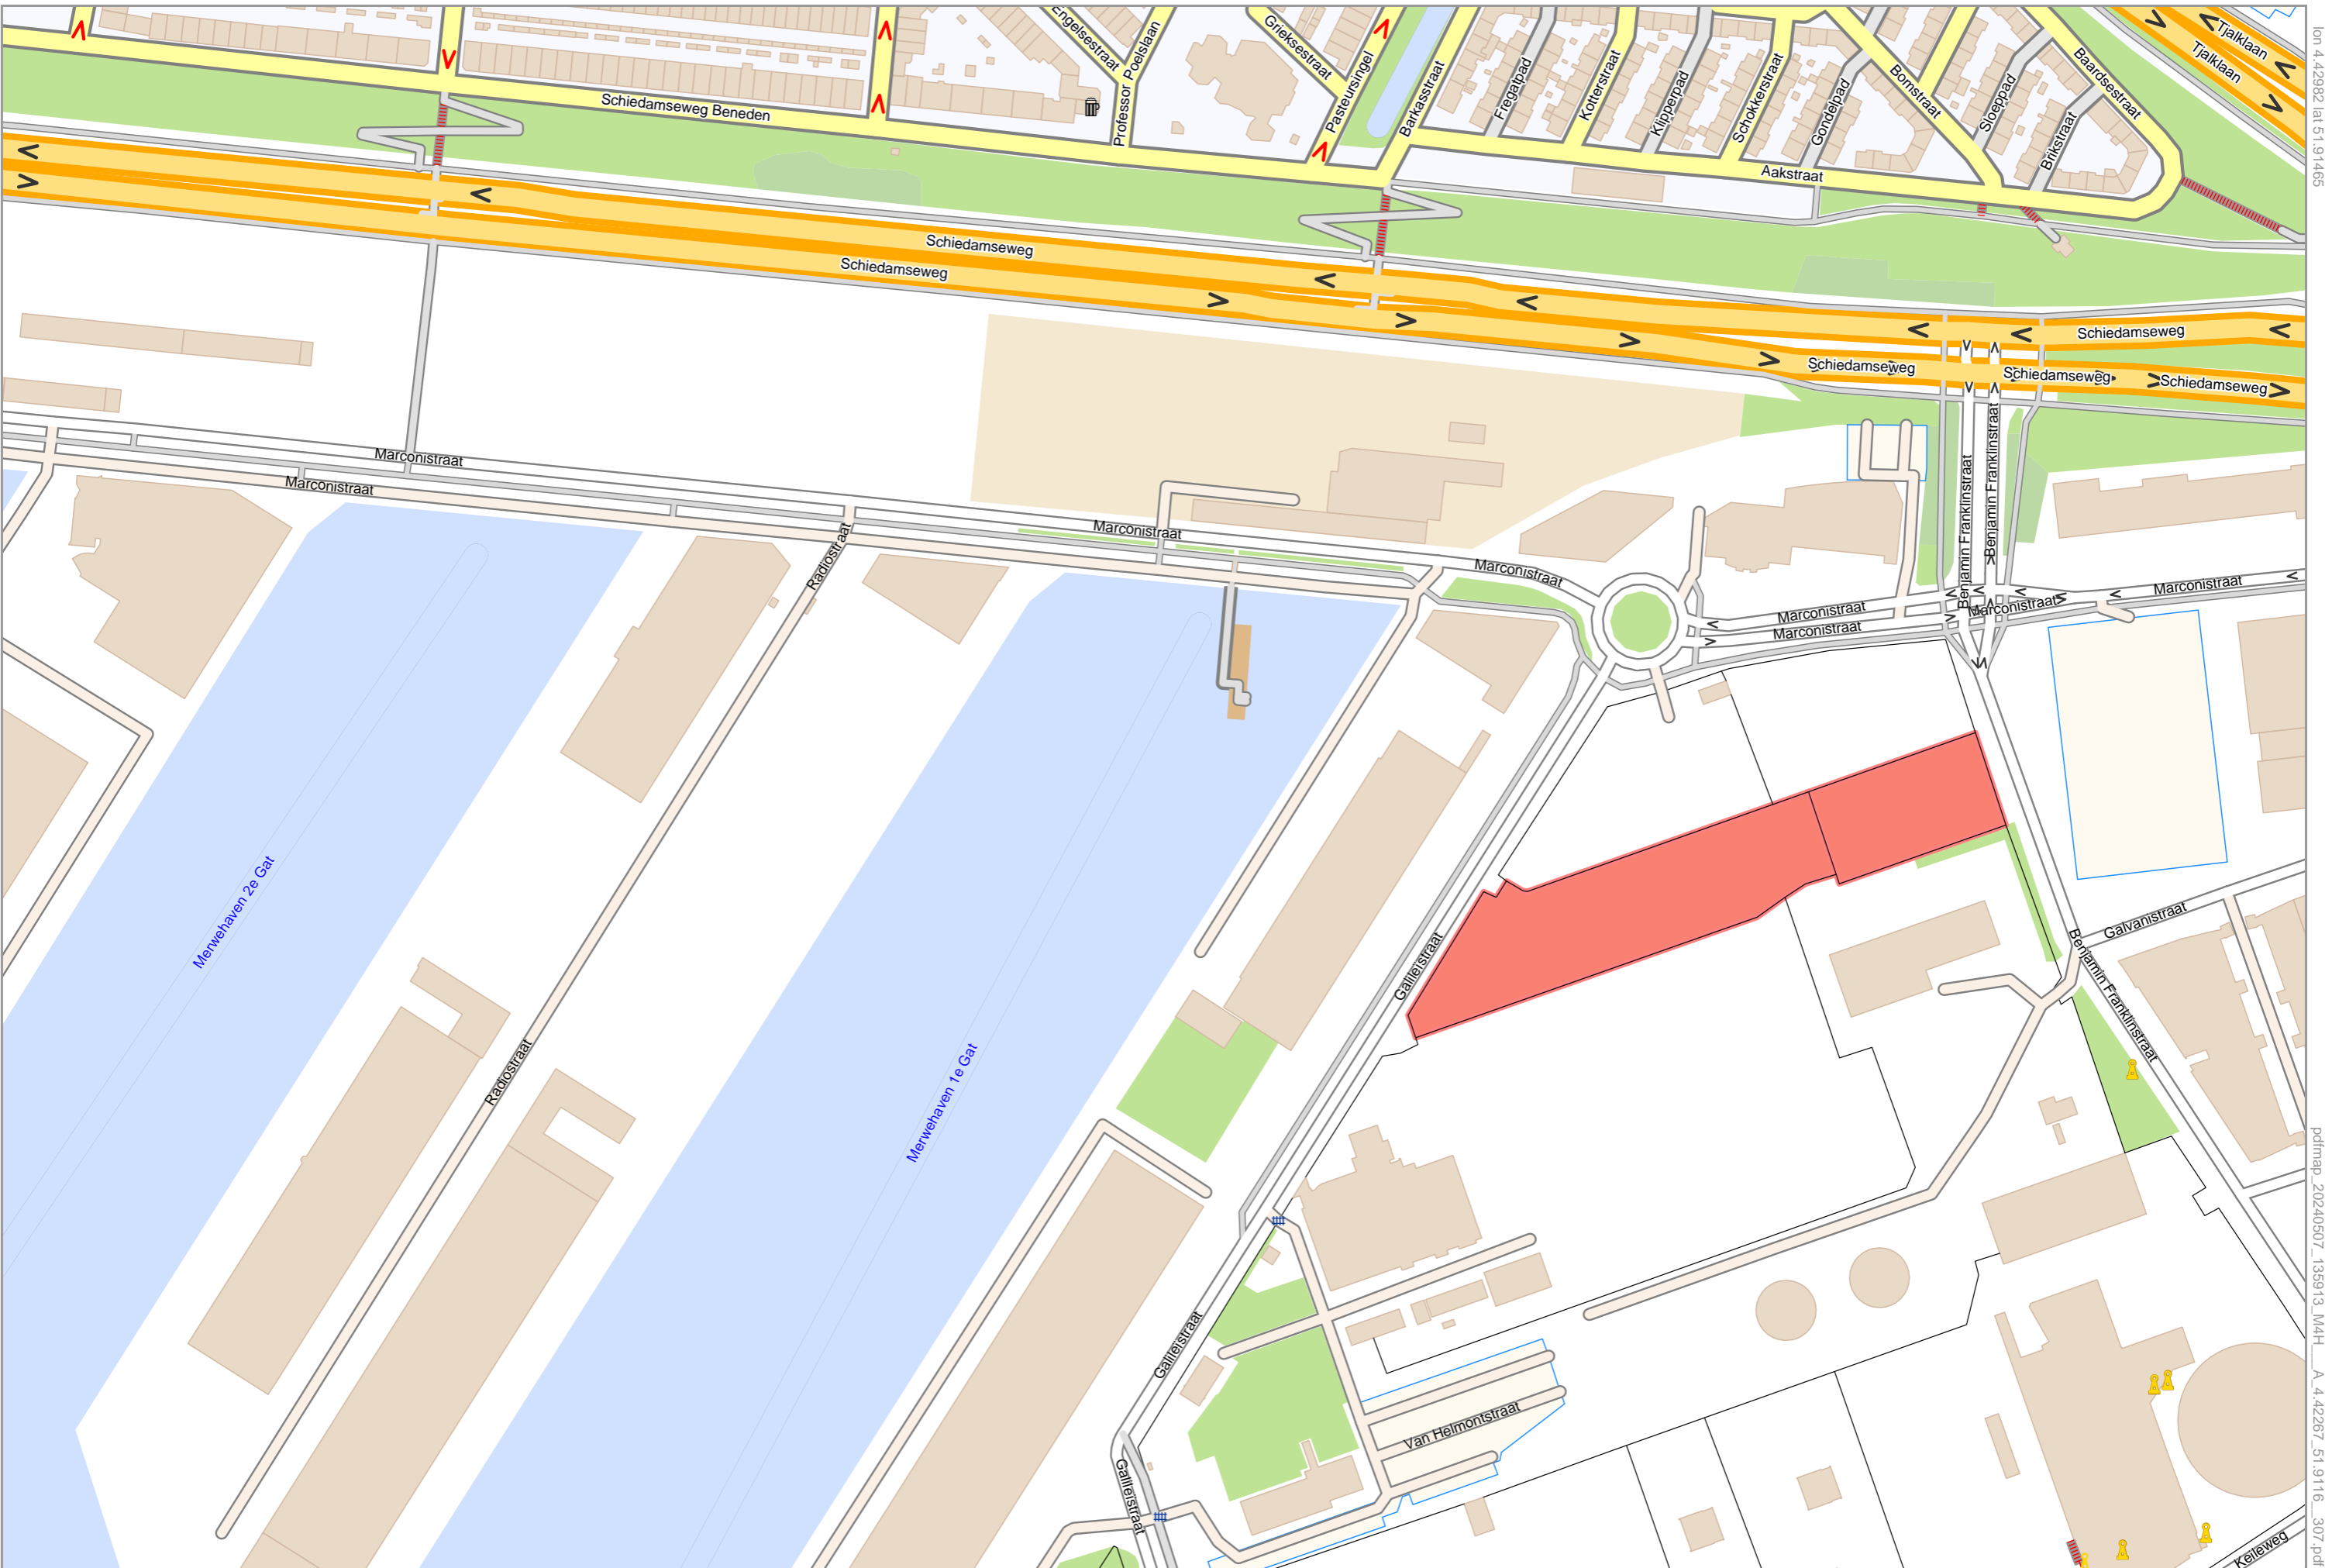 Engelsestraat
Professor Poelslaan
Grieksestraat
Pasteursingel
Barkasstraat
Fregatpad
Kotterstraat
Klipperpad
Schokkerstraat
Gondelpad
Bomstraat
Sloeppad
Brikstraat
Baardsestraat
Tjalklaan
Tjalklaan
lon 4.42982 lat 51.91465
Schiedamseweg Beneden
Aakstraat
Schiedamseweg
Schiedamseweg
Schiedamseweg
Schiedamseweg
Schiedamseweg
Schiedamseweg
Marconistraat
Marconistraat
Marconistraat
Marconistraat
Radiostraat
Benjamin Franklinstraat
Benjamin Franklinstraat
Marconistraat
Marconistraat
Marconistraat
Marconistraat
Merwehaven 2e Gat
Galileistraat
Galvanistraat
Benjamin Franklinstraat
Radiostraat
Merwehaven 1e Gat
Galileistraat
Van Helmontstraat
Galileistraat
Keileweg
pdfmap_20240507_135913_M4H__A_4.42267_51.9116__307.pdf